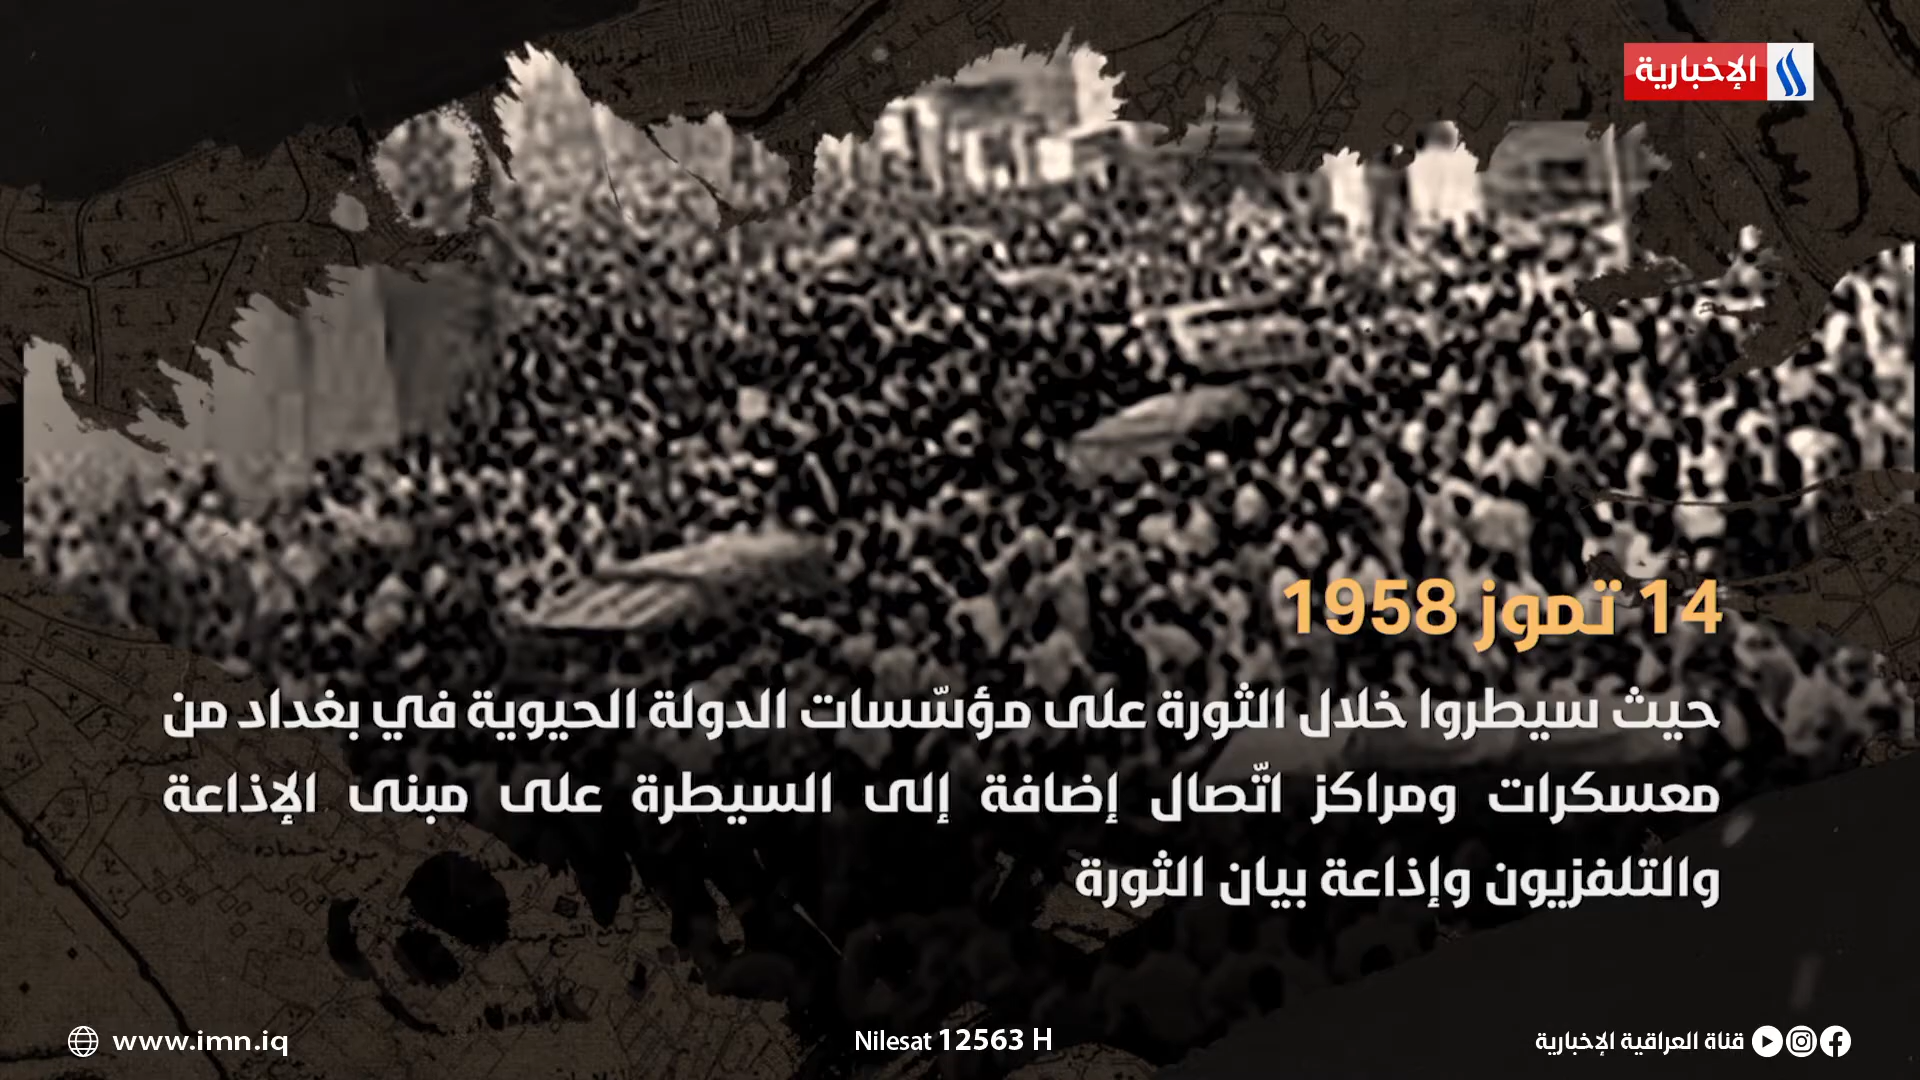 الإخبارية
14 تموز 1958
حيث سيطروا خلال الثورة على مؤسّسات الدولة الحيوية في بغداد من
معسكرات ومراكز اتّصال إضافة إلى السيطرة على مبنى الإذاعة
والتلفزيون وإذاعة بيان الثورة
www.imn.iq
Nilesat 12563 H
قناة العراقية الإخبارية